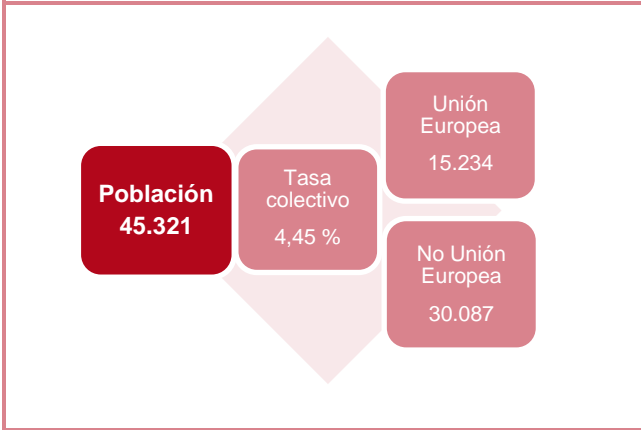 Población
45.321
Tasa
colectivo
4,45 %
Unión
Europea
15.234
No Unión
Europea
30.087